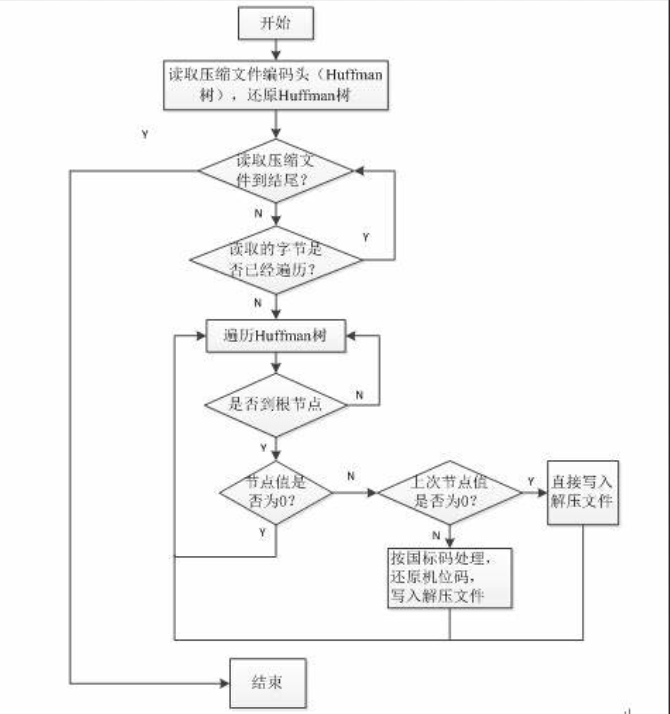 开始
读取压缩文件编码头（Huffman
树），还原Huffman树
Y
读取压缩文
件到结尾？
N
读取的字节是
否已经遍历？
Y
N
遍历Huffman树
是否到根节点
N
Y
节点值是
否为0？
N
上次节点值
是否为0？
Y
直接写入
解压文件
Y
N
按国标码处理，
还原机位码，
写入解压文件
结束